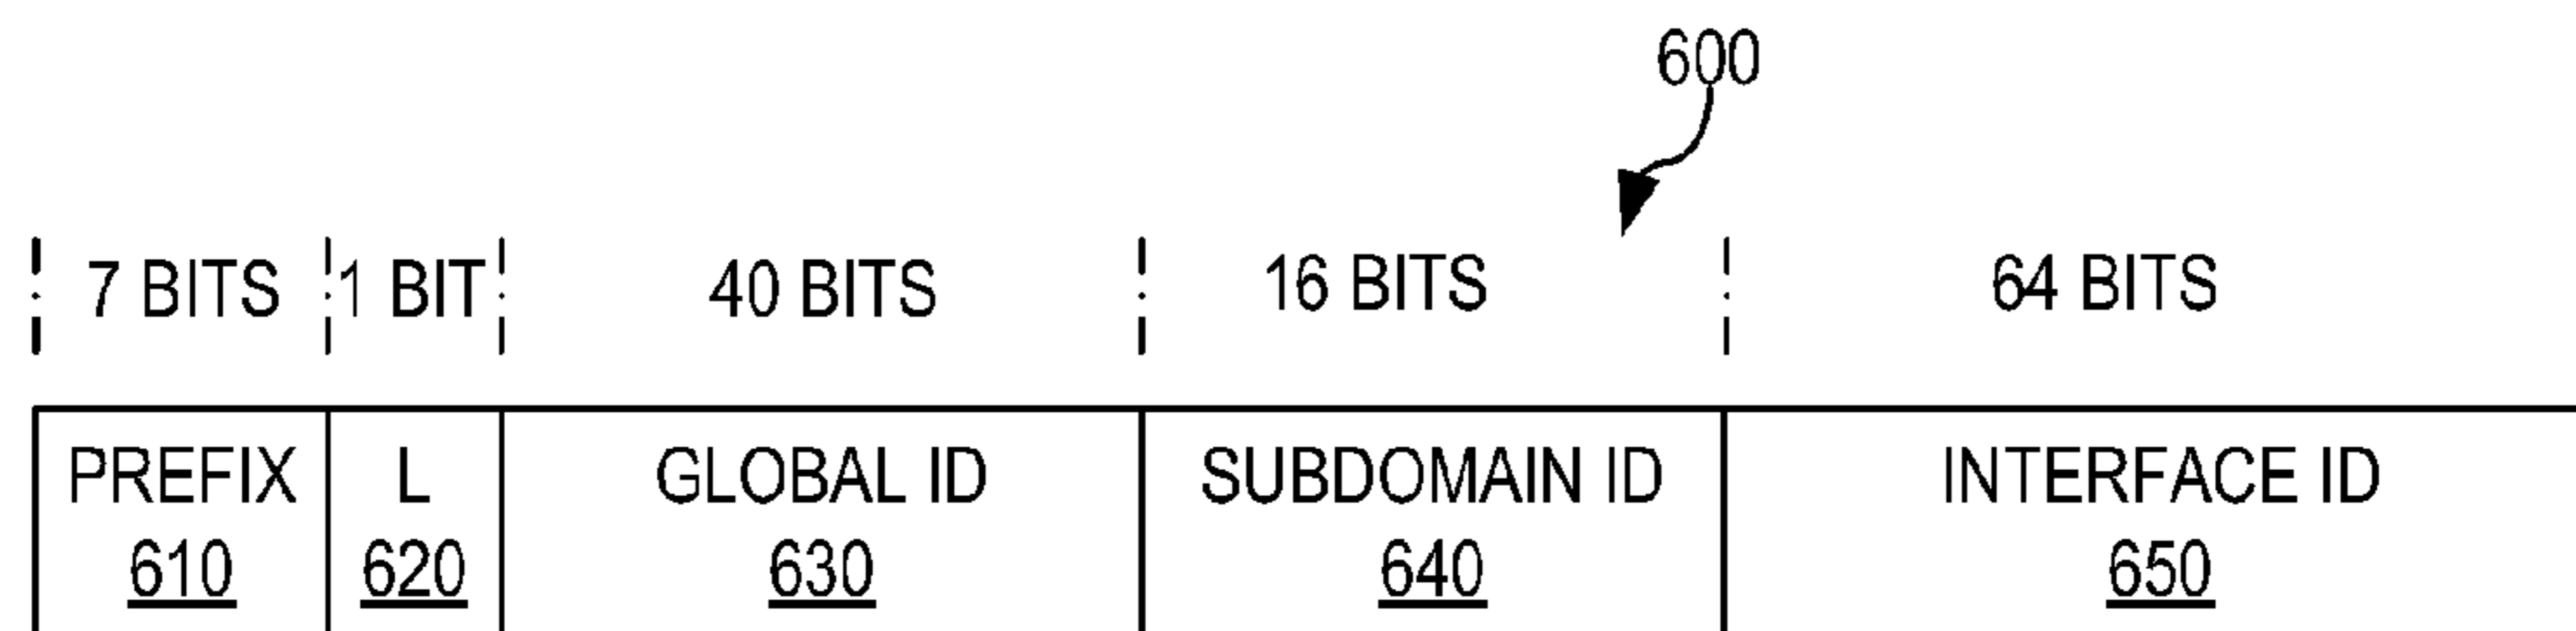 600
7 BITS 1 BIT 40 BITS 16 BITS 64 BITS
PREFIX L GLOBAL ID SUBDOMAIN ID INTERFACE ID
610 620 630 640 650